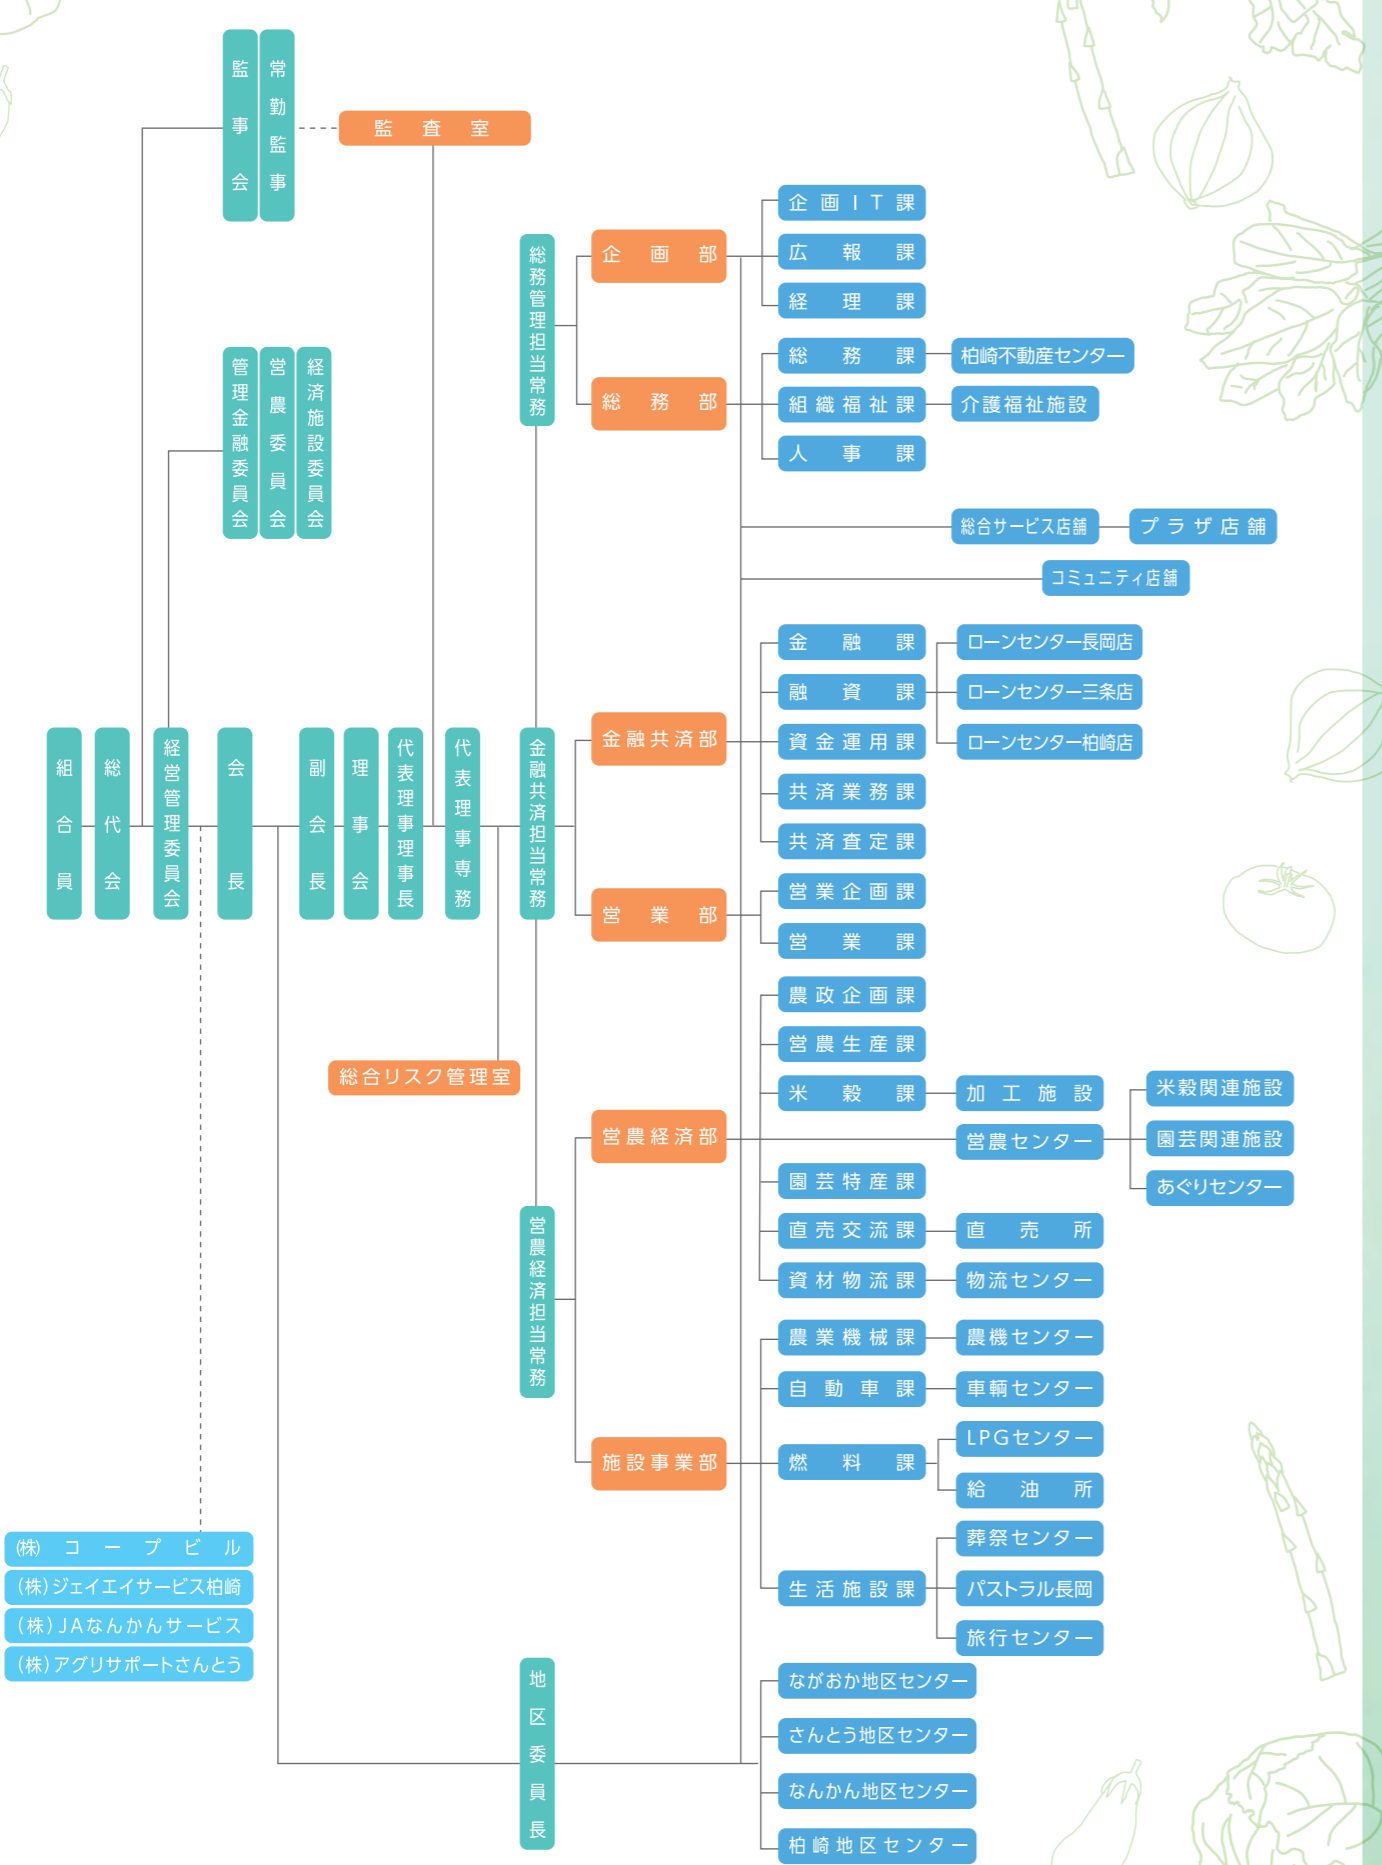 監事会
常勤監事
監査室
管理金融委員会
営農委員会
経済施設委員会
組合員
総代会
経営管理委員会
会長
副会長
理事会
代表理事理事長
代表理事専務
総合リスク管理室
総務管理担当常務
金融共済担当常務
営農経済担当常務
地区委員長
企画部
企画IT課
広報課
経理課
総務部
総務課
柏崎不動産センター
組織福祉課
介護福祉施設
人事課
総合サービス店舗
プラザ店舗
コミュニティ店舗
金融共済部
金融課
融資課
ローンセンター長岡店
ローンセンター三条店
ローンセンター柏崎店
資金運用課
共済業務課
共済査定課
営業部
営業企画課
営業課
営農経済部
農政企画課
営農生産課
米穀課
加工施設
営農センター
米穀関連施設
園芸関連施設
あぐりセンター
園芸特産課
直売交流課
直売所
資材物流課
物流センター
施設事業部
農業機械課
農機センター
自動車課
車輌センター
燃料課
LPGセンター
給油所
生活施設課
葬祭センター
パストラル長岡
旅行センター
ながおか地区センター
さんとう地区センター
なんかん地区センター
柏崎地区センター
㈱コープビル
(株)ジェイエイサービス柏崎
(株)JAなんかんサービス
(株)アグリサポートさんとう